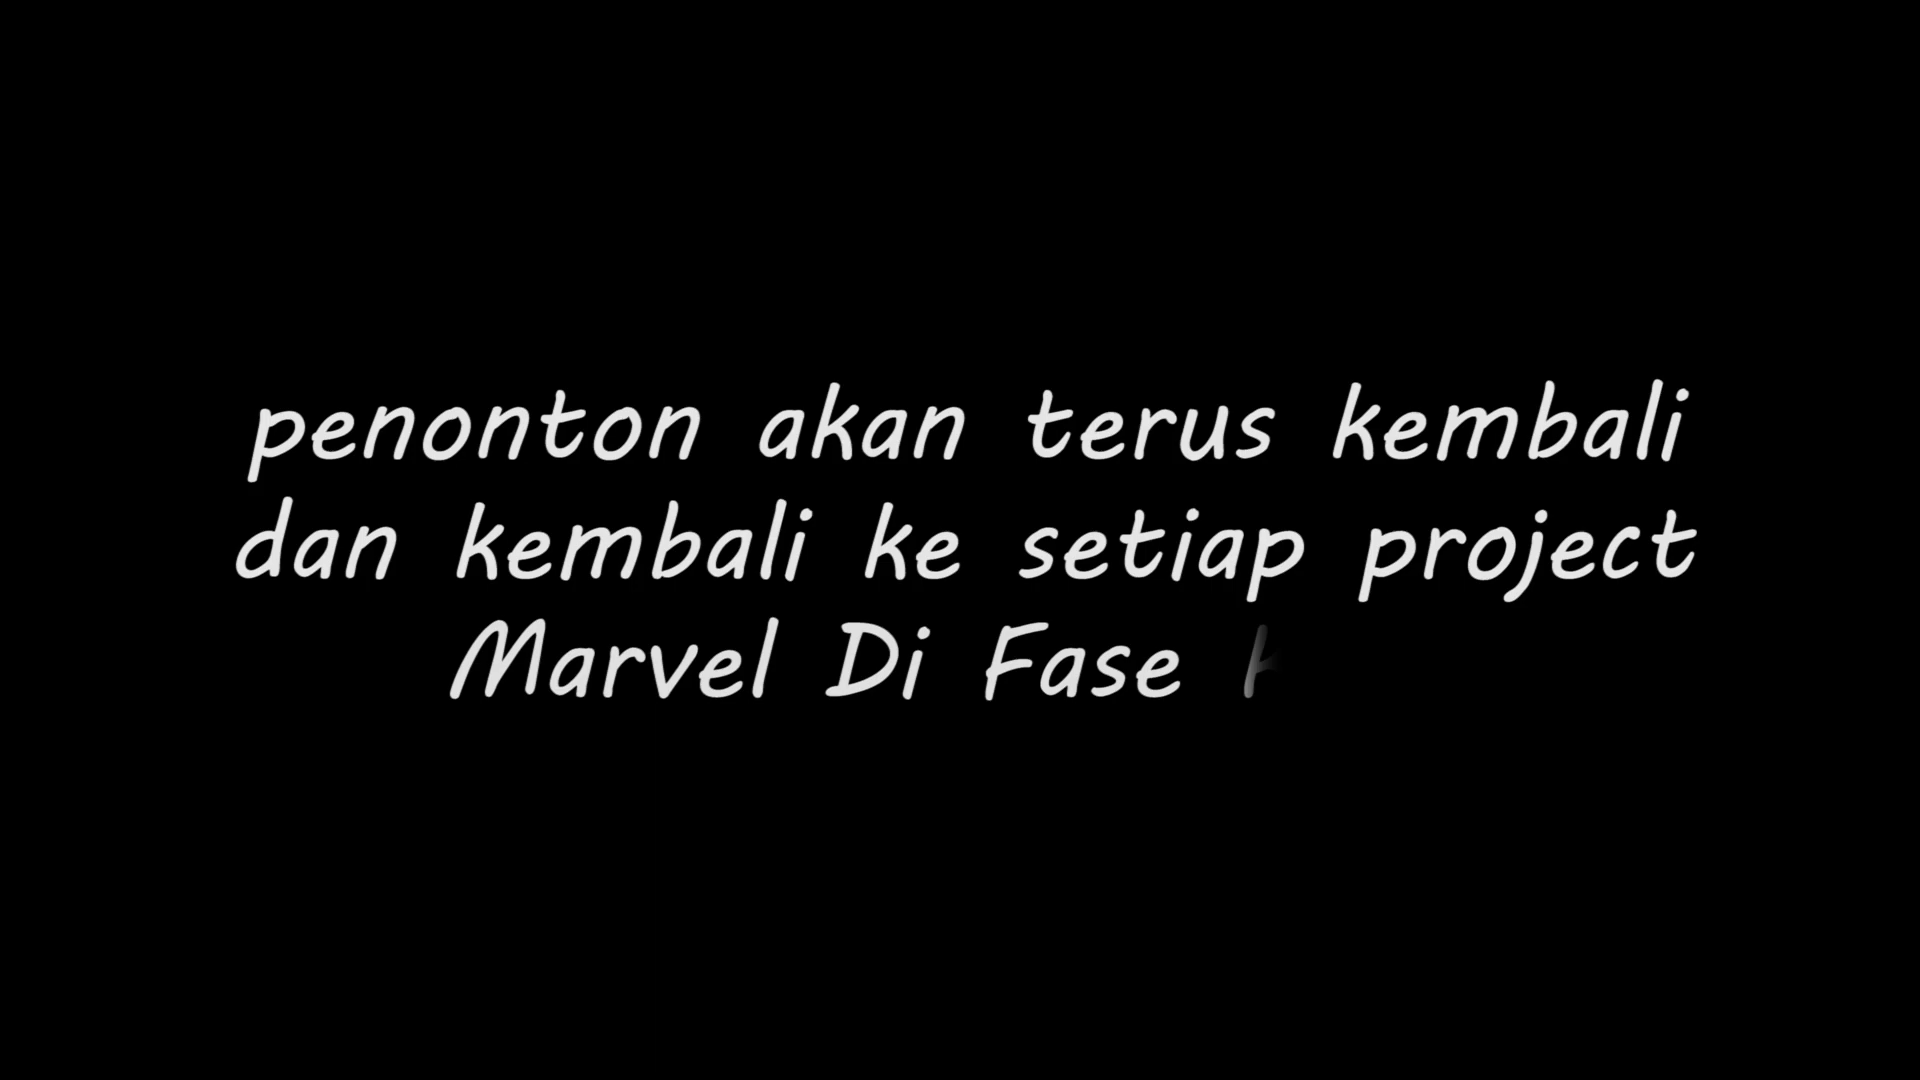 penonton akan terus kembali
dan kembali ke setiap project
Marvel Di Fase